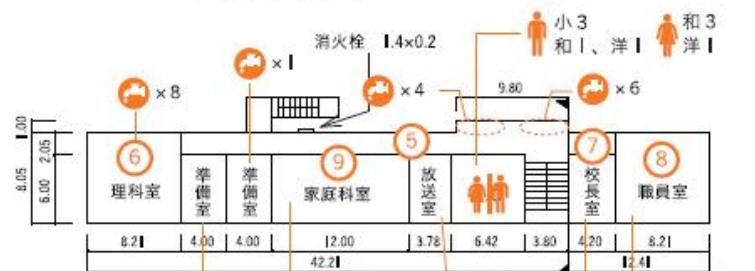 小3
和1、洋1
和3
洋1
消火栓 1.4×0.2
×1
×8
×4
9.80
×6
1.00
2.05
8.05
6.00
⑥
⑨
⑤
⑦
⑧
理科室
準備室
準備室
家庭科室
放送室
校長室
職員室
8.21
4.00
4.00
12.00
3.78
6.42
3.80
4.20
8.21
42.21
12.41